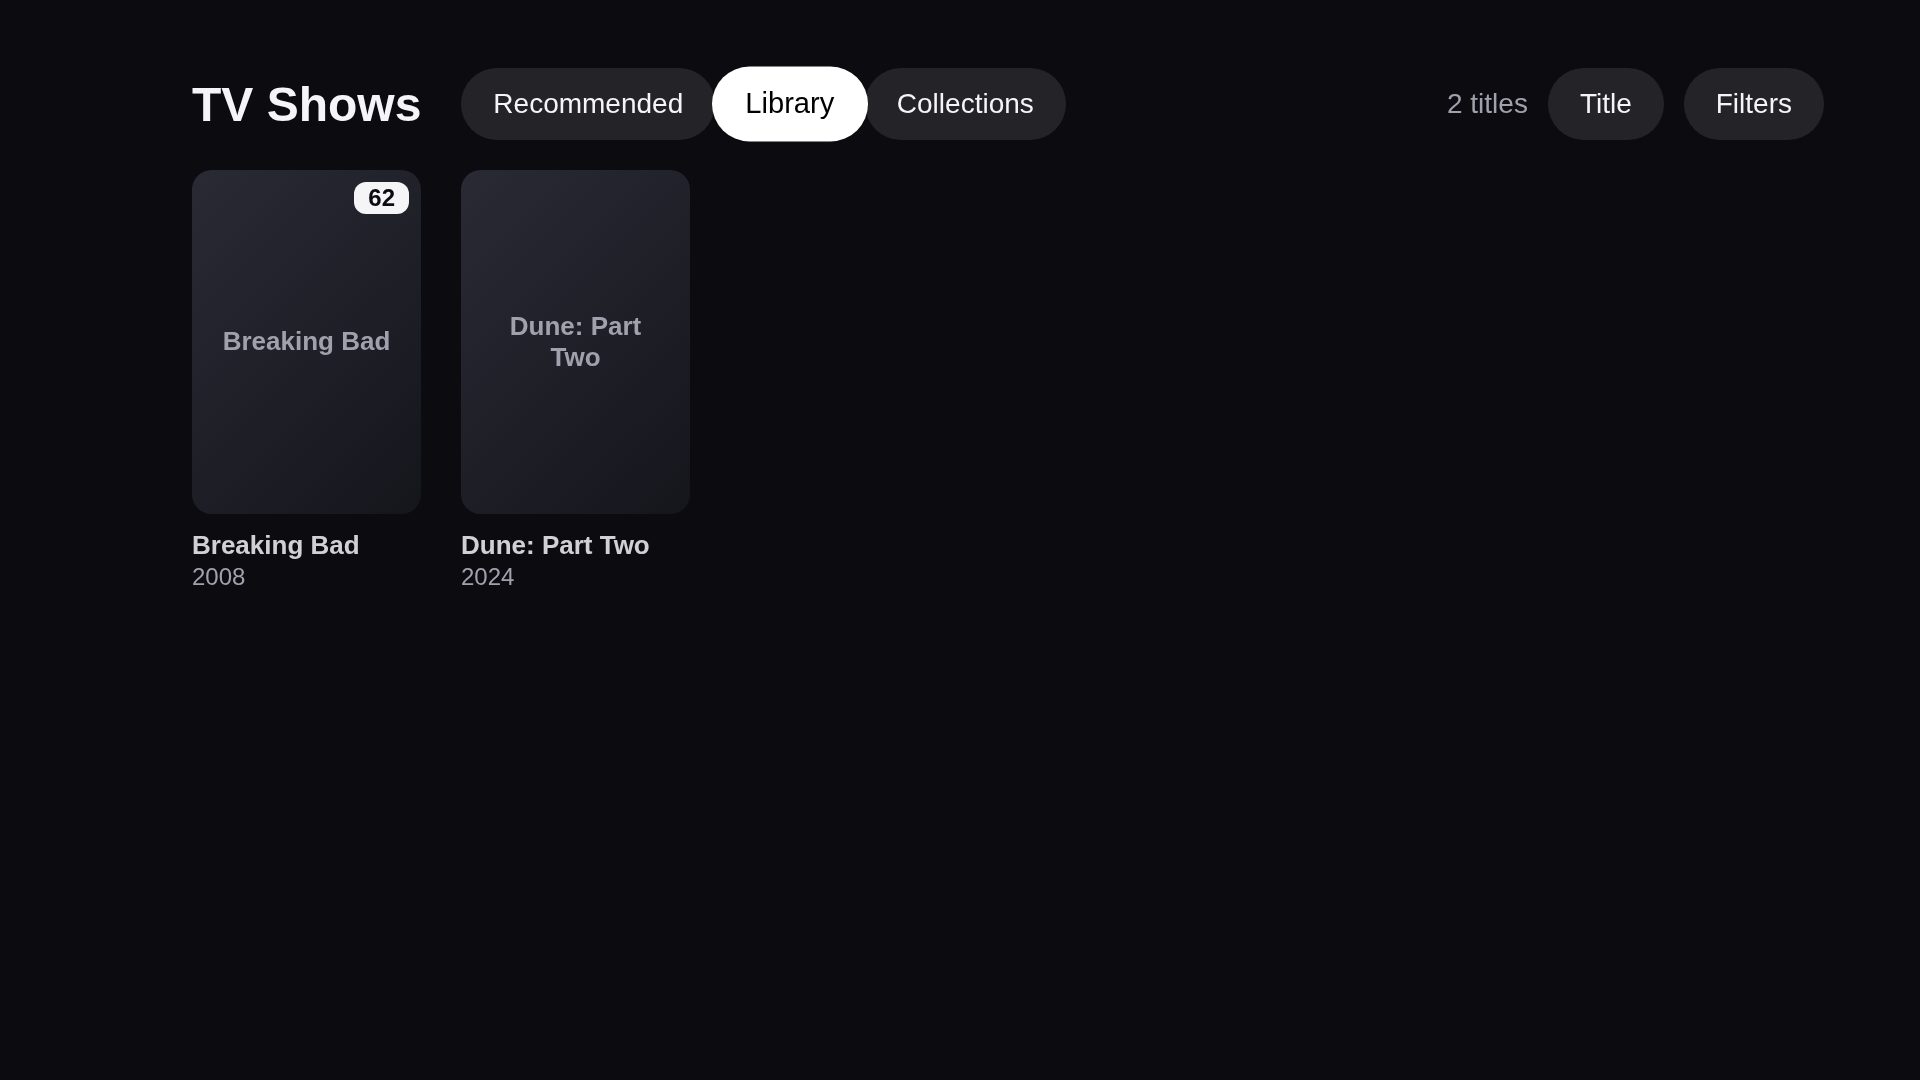 TV Shows
Recommended
Library
Collections
2 titles
Title
Filters
62
Breaking Bad
Dune: Part
Two
Breaking Bad
2008
Dune: Part Two
2024